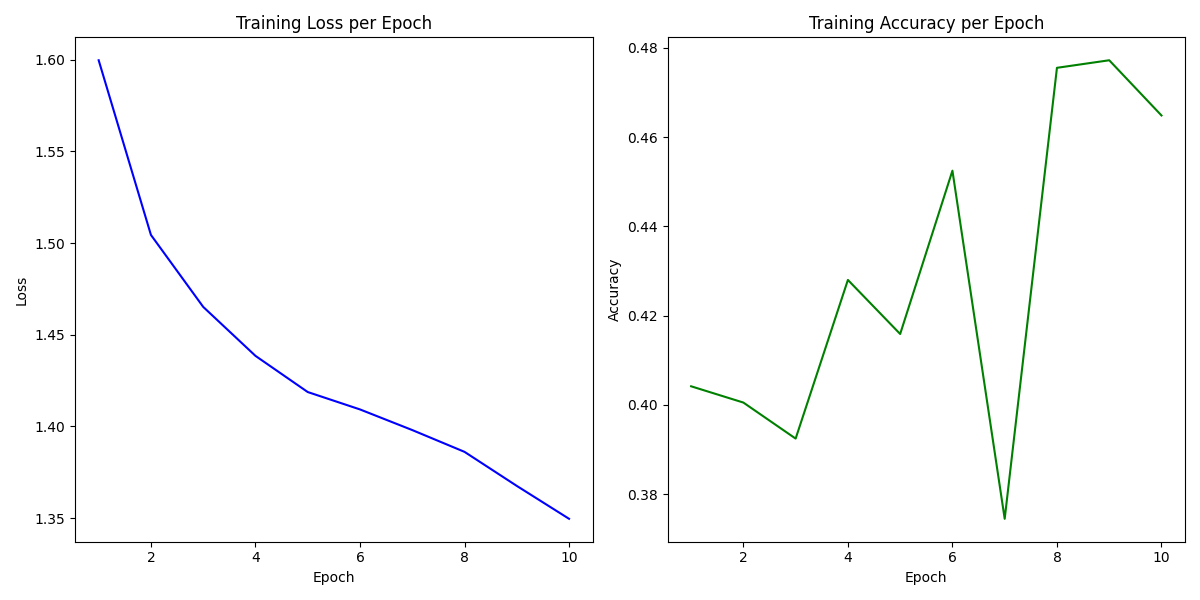 Training Loss per Epoch
1.60
1.55
1.50
1.45
1.40
1.35
Loss
2 4 6 8 10
Epoch
Training Accuracy per Epoch
0.48
0.46
0.44
0.42
0.40
0.38
Accuracy
2 4 6 8 10
Epoch